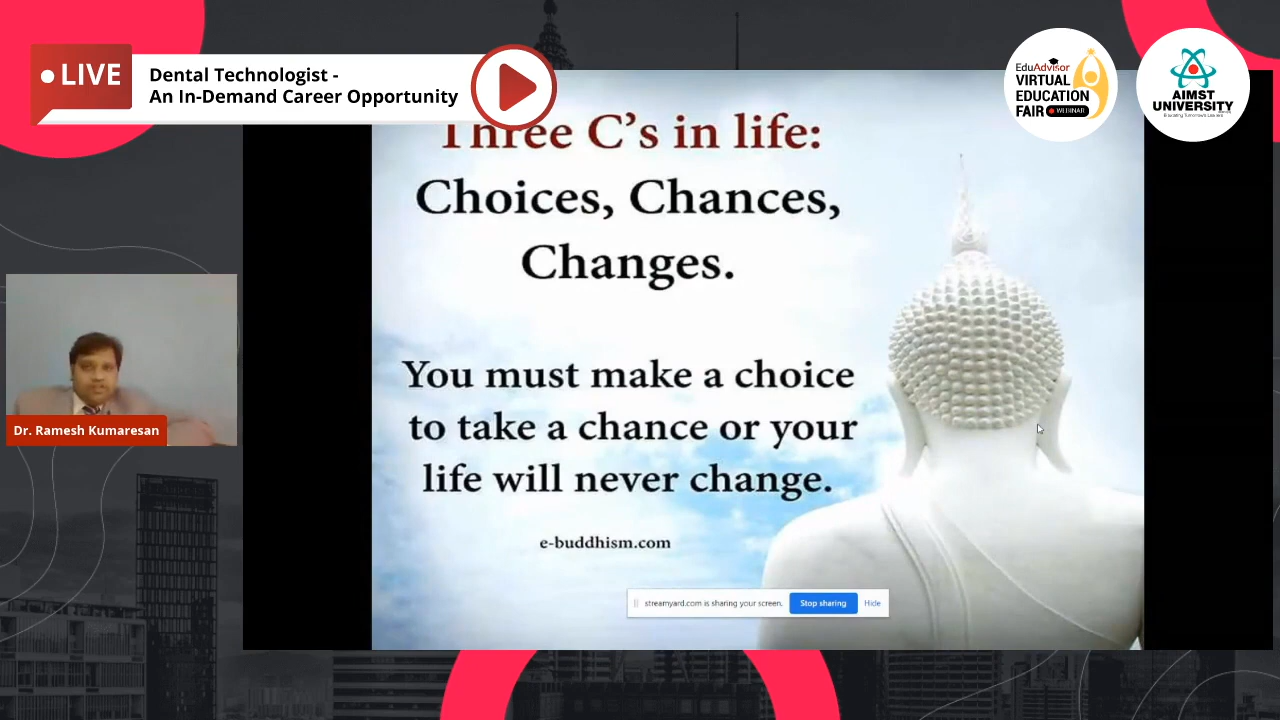 LIVE
Dental Technologist -
An In-Demand Career Opportunity
EduAdvisor
VIRTUAL
EDUCATION
FAIR
WEBINAR
AIMST
UNIVERSITY
Three C's in life:
Choices, Chances,
Changes.
You must make a choice
to take a chance or your
life will never change.
e-buddhism.com
Dr. Ramesh Kumaresan
streamyard.com is sharing your screen. Stop sharing Hide